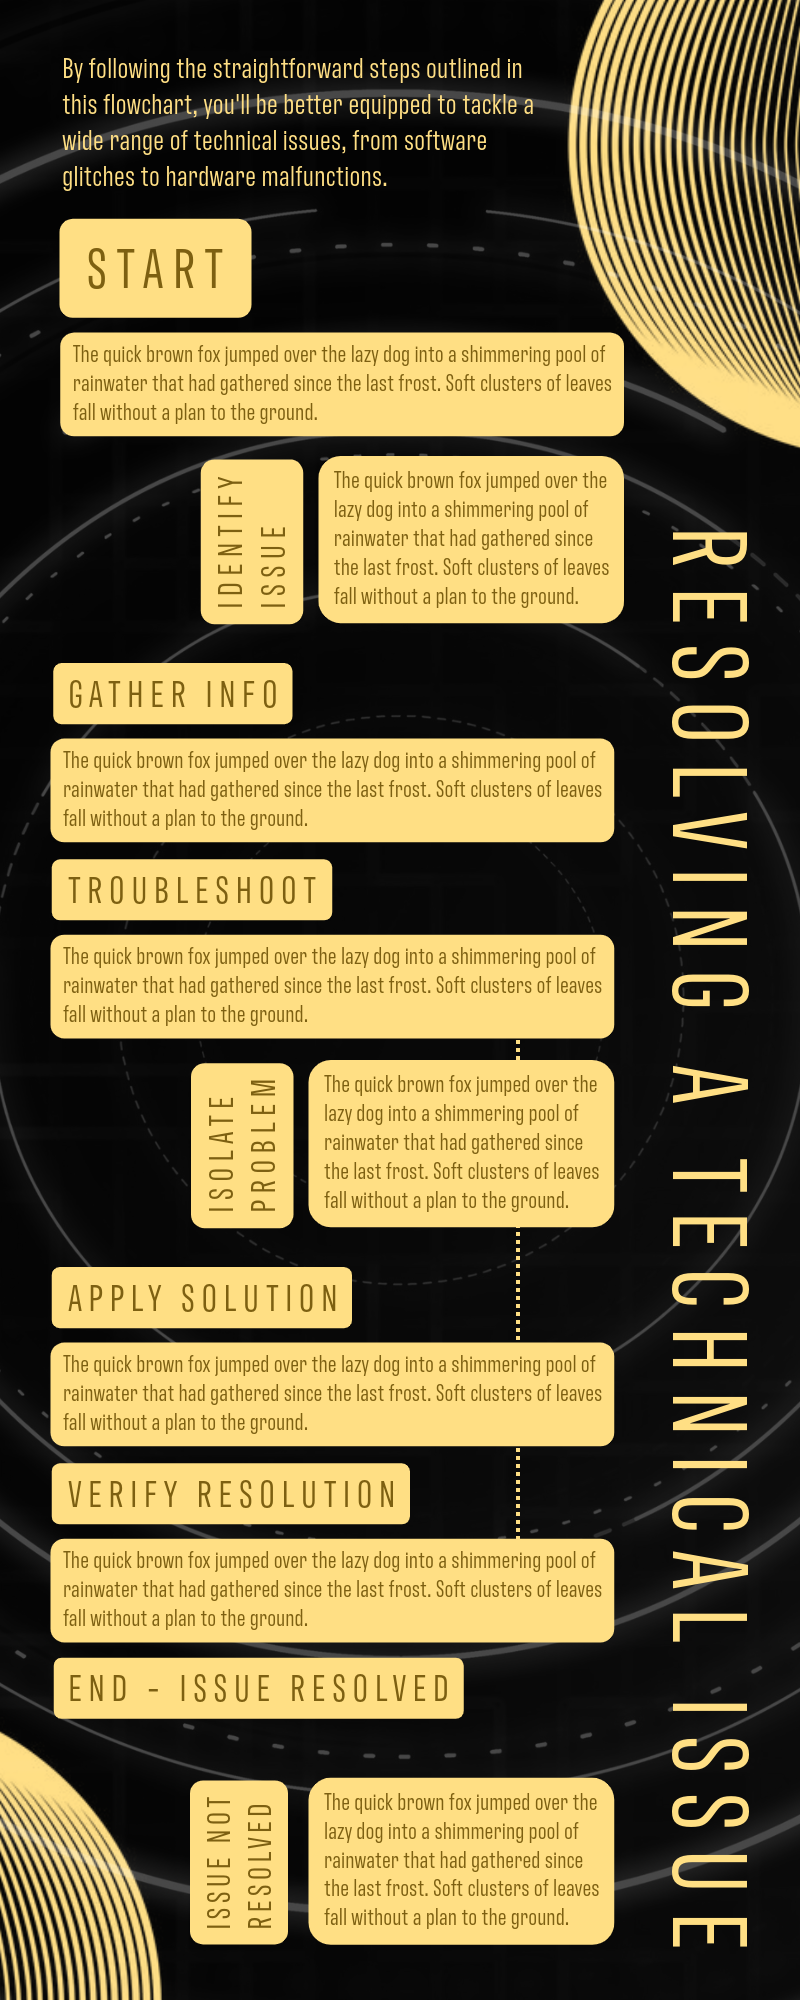 By following the straightforward steps outlined in
this flowchart, you'll be better equipped to tackle a
wide range of technical issues, from software
glitches to hardware malfunctions.
START
The quick brown fox jumped over the lazy dog into a shimmering pool of
rainwater that had gathered since the last frost. Soft clusters of leaves
fall without a plan to the ground.
IDENTIFY
ISSUE
The quick brown fox jumped over the
lazy dog into a shimmering pool of
rainwater that had gathered since
the last frost. Soft clusters of leaves
fall without a plan to the ground.
GATHER INFO
The quick brown fox jumped over the lazy dog into a shimmering pool of
rainwater that had gathered since the last frost. Soft clusters of leaves
fall without a plan to the ground.
TROUBLESHOOT
The quick brown fox jumped over the lazy dog into a shimmering pool of
rainwater that had gathered since the last frost. Soft clusters of leaves
fall without a plan to the ground.
ISOLATE
PROBLEM
The quick brown fox jumped over the
lazy dog into a shimmering pool of
rainwater that had gathered since
the last frost. Soft clusters of leaves
fall without a plan to the ground.
APPLY SOLUTION
The quick brown fox jumped over the lazy dog into a shimmering pool of
rainwater that had gathered since the last frost. Soft clusters of leaves
fall without a plan to the ground.
VERIFY RESOLUTION
The quick brown fox jumped over the lazy dog into a shimmering pool of
rainwater that had gathered since the last frost. Soft clusters of leaves
fall without a plan to the ground.
END - ISSUE RESOLVED
ISSUE NOT
RESOLVED
The quick brown fox jumped over the
lazy dog into a shimmering pool of
rainwater that had gathered since
the last frost. Soft clusters of leaves
fall without a plan to the ground.
RESOLVING A TECHNICAL ISSUE